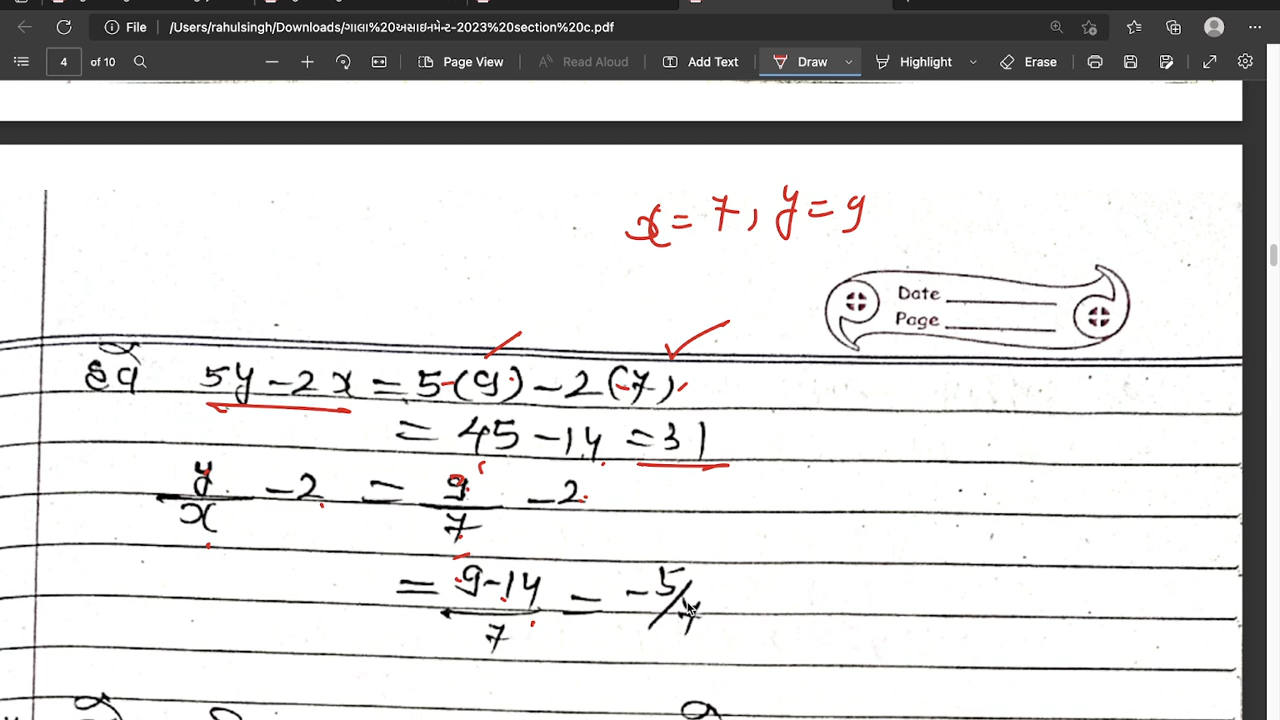 File /Users/rahulsingh/Downloads/ગાલા%20અસાઇનમેન્ટ-2023%20section%20c.pdf
4 of 10 Page View Read Aloud Add Text Draw Highlight Erase
x = 7, y = 9
Date
Page
હવે 5y - 2x = 5(9) - 2(7)
= 45 - 14 = 31
y/x - 2 = 9/7 - 2
= 9-14/7 = -5/7